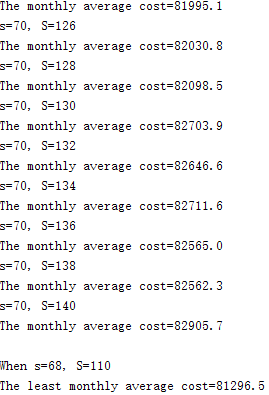 The monthly average cost=81995.1
s=70, S=126
The monthly average cost=82030.8
s=70, S=128
The monthly average cost=82098.5
s=70, S=130
The monthly average cost=82703.9
s=70, S=132
The monthly average cost=82646.6
s=70, S=134
The monthly average cost=82711.6
s=70, S=136
The monthly average cost=82565.0
s=70, S=138
The monthly average cost=82562.3
s=70, S=140
The monthly average cost=82905.7
When s=68, S=110
The least monthly average cost=81296.5